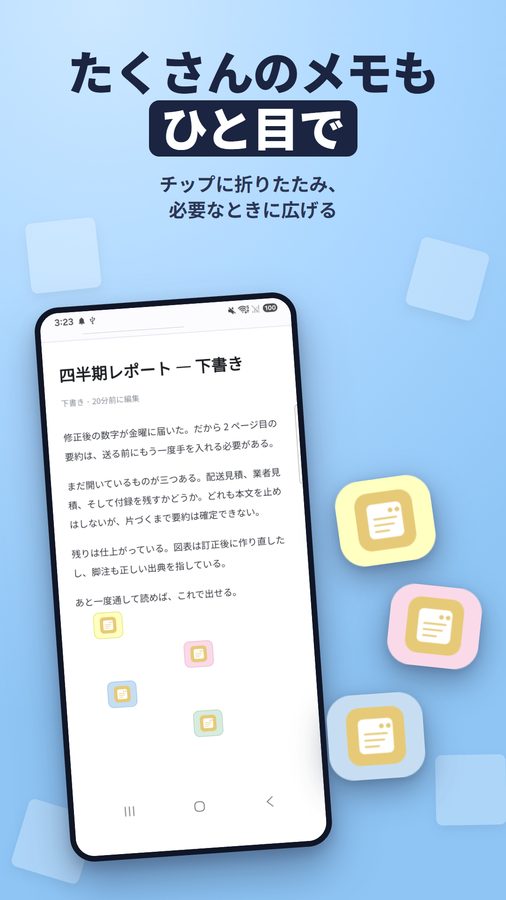 たくさんのメモも
ひと目で
チップに折りたたみ、
必要なときに広げる
3:23
100
四半期レポート — 下書き
下書き・20分前に編集
修正後の数字が金曜に届いた。だから 2 ページ目の
要約は、送る前にもう一度手を入れる必要がある。
まだ開いているものが三つある。配送見積、業者見
積、そして付録を残すかどうか。どれも本文を止め
はしないが、片づくまで要約は確定できない。
残りは仕上がっている。図表は訂正後に作り直した
し、脚注も正しい出典を指している。
あと一度通して読めば、これで出せる。